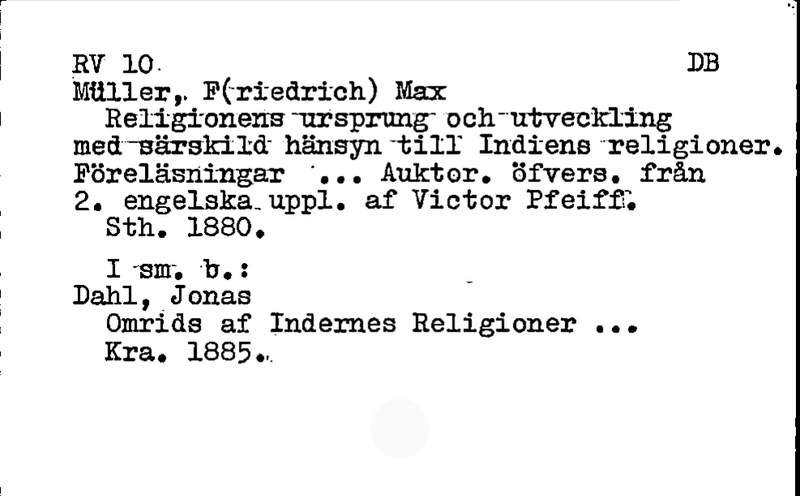 RV 10. DB
Müller, F(riedrich) Max
Religionens ursprung och utveckling
med särskild hänsyn till Indiens religioner.
Föreläsningar ... Auktor. öfvers. från
2. engelska uppl. af Victor Pfeiff.
Sth. 1880.
I sm. b.:
Dahl, Jonas
Omrids af Indernes Religioner ...
Kra. 1885.